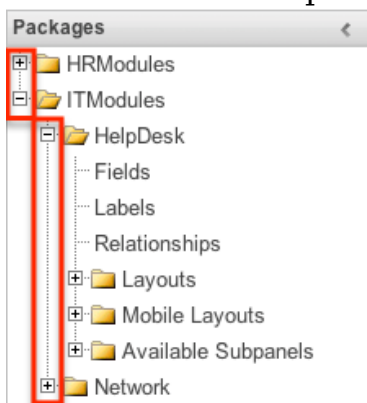 Packages
HRModules
ITModules
HelpDesk
Fields
Labels
Relationships
Layouts
Mobile Layouts
Available Subpanels
Network